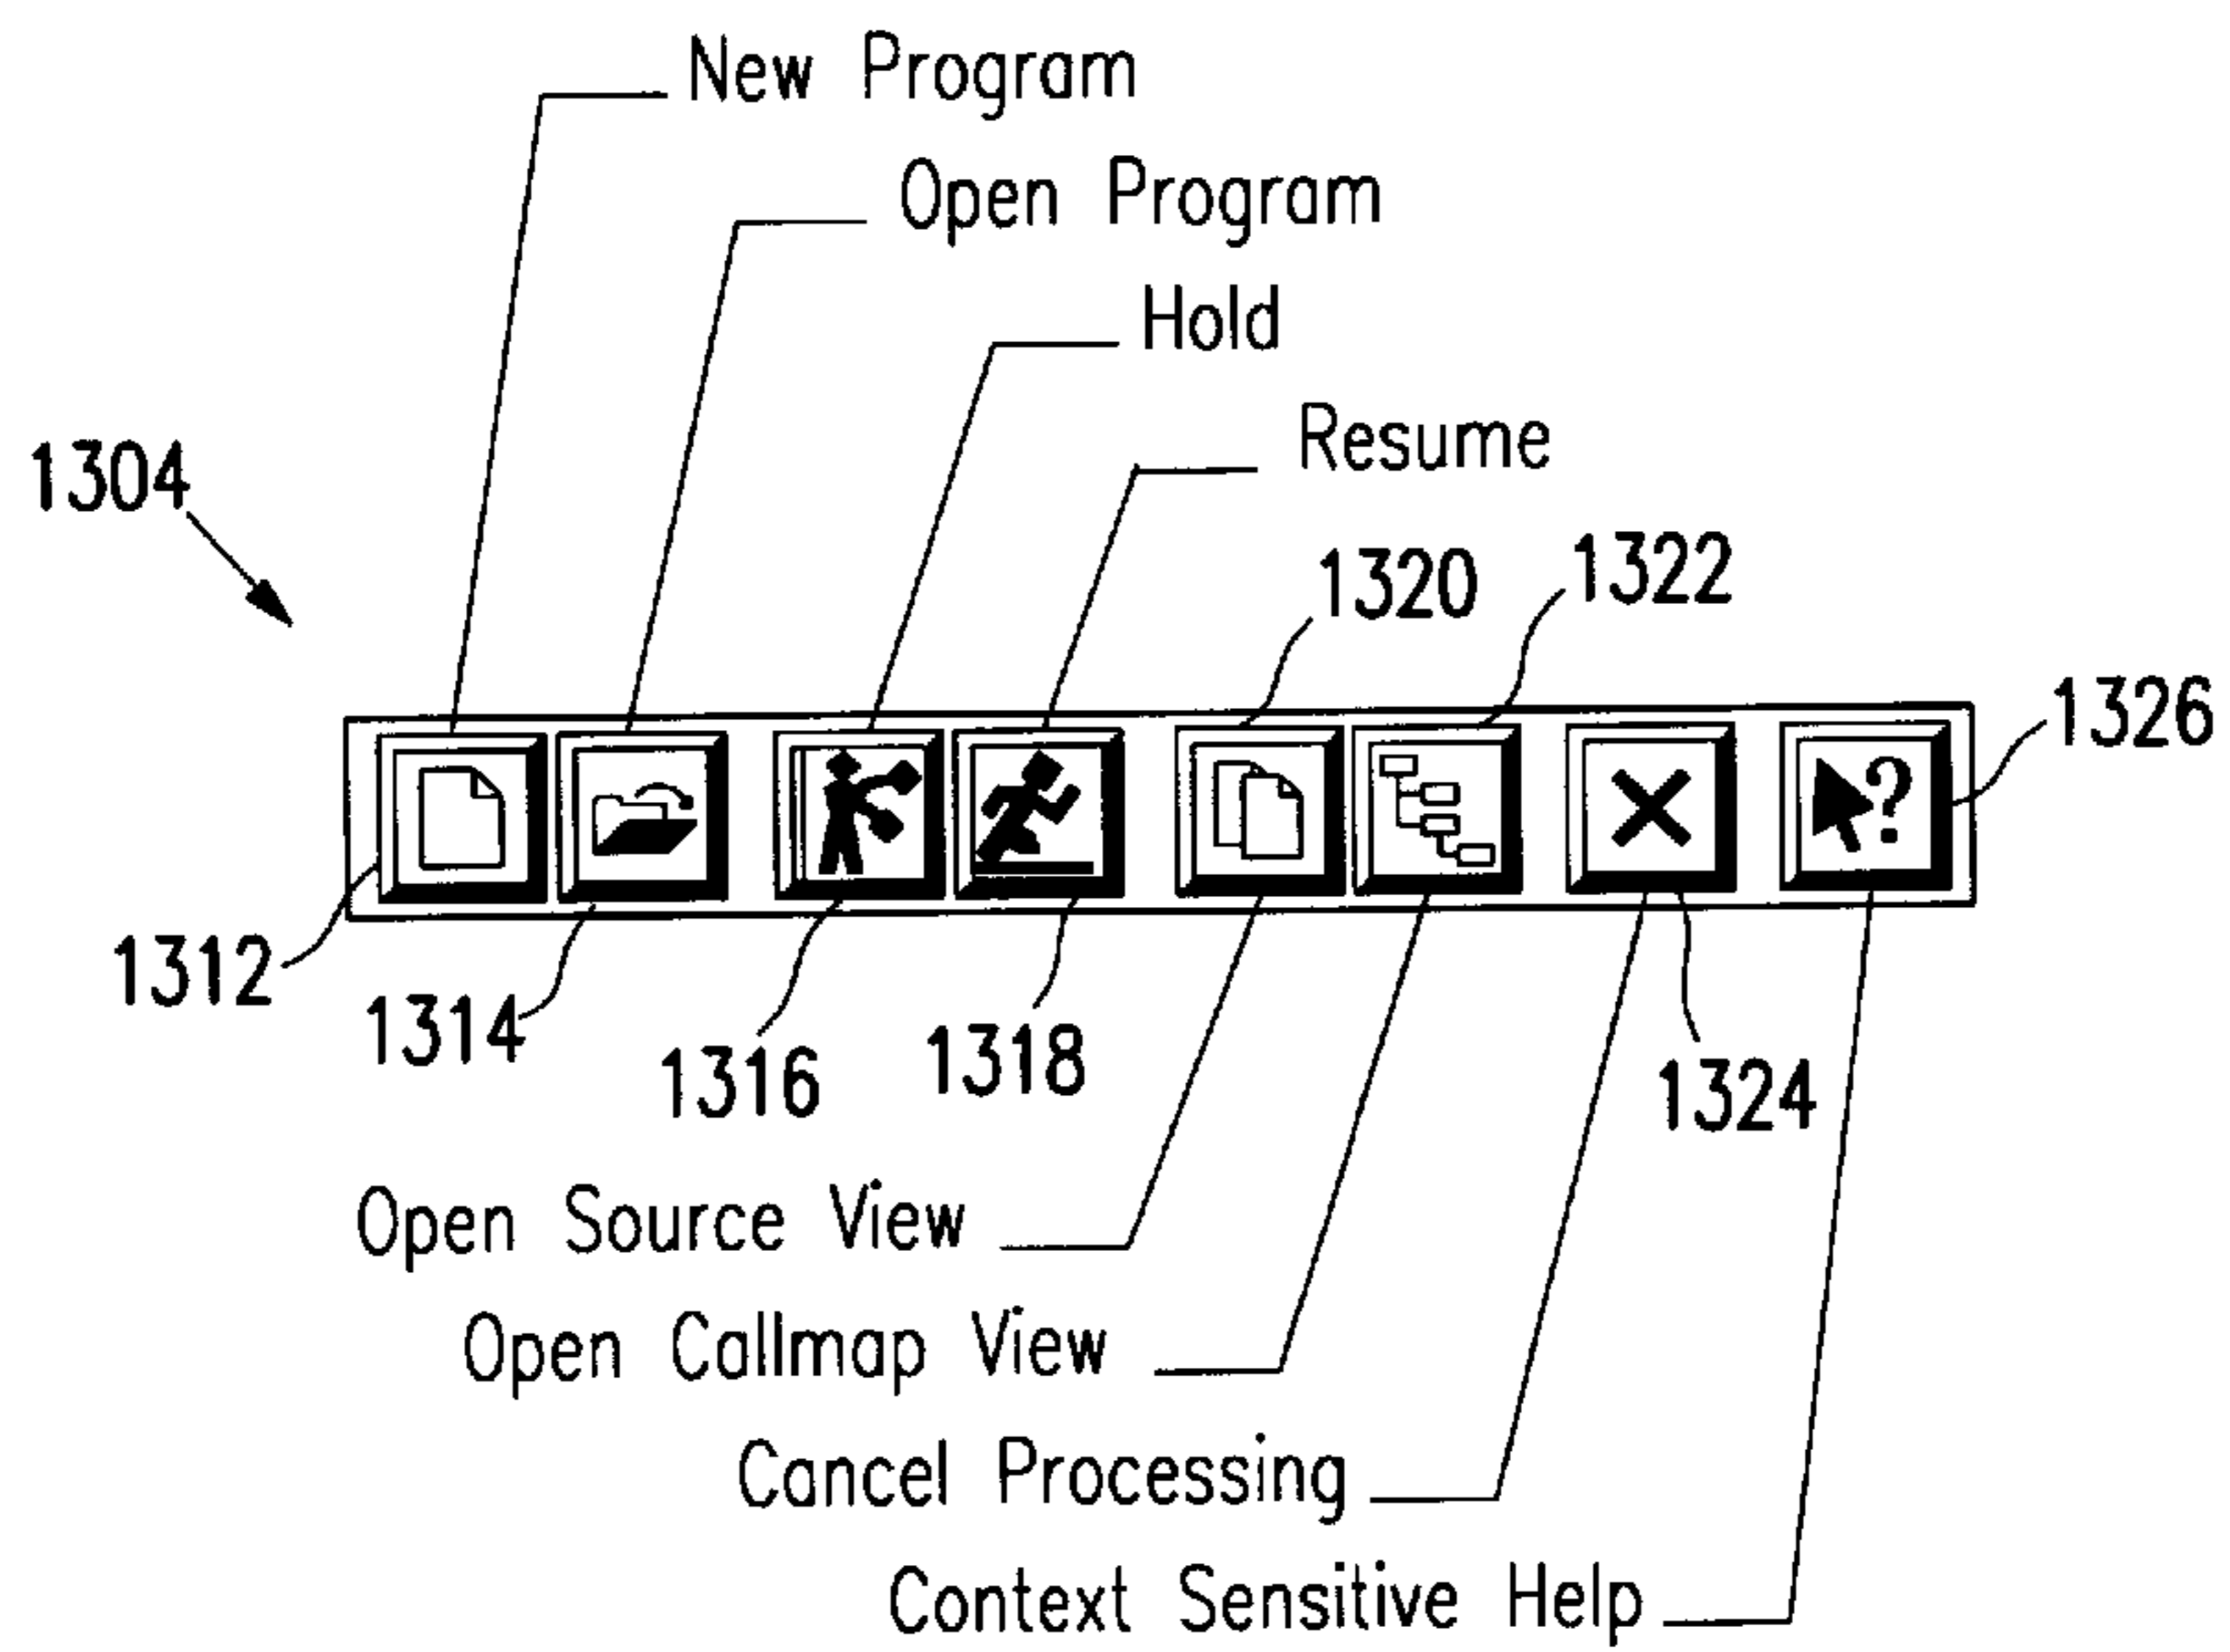 New Program
Open Program
Hold
Resume
1304
1320
1322
1326
?
1312
1314
1316
1318
1324
Open Source View
Open Callmap View
Cancel Processing
Context Sensitive Help